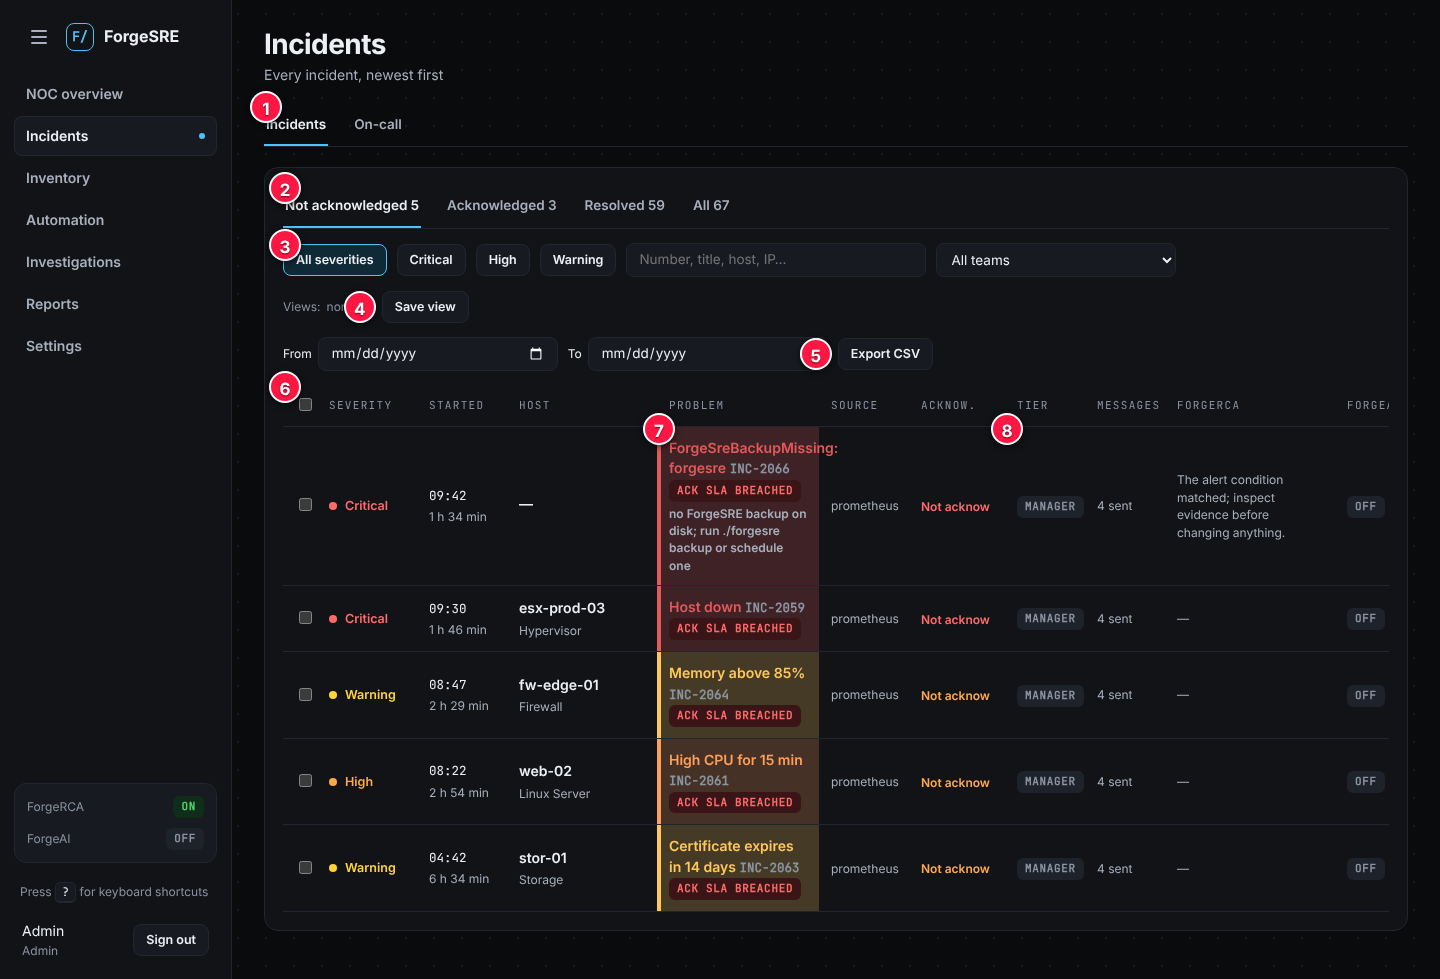 F/ ForgeSRE
NOC overview
Incidents
Inventory
Automation
Investigations
Reports
Settings
ForgeRCA ON
ForgeAI OFF
Press ? for keyboard shortcuts
Admin
Admin
Sign out
Incidents
Every incident, newest first
1
Incidents On-call
2
Not acknowledged 5 Acknowledged 3 Resolved 59 All 67
3
All severities Critical High Warning Number, title, host, IP... All teams
Views: 4 Save view
From mm/dd/yyyy To mm/dd/yyyy 5 Export CSV
6
SEVERITY STARTED HOST PROBLEM SOURCE ACKNOW. TIER MESSAGES FORGERCA
7 8
ForgeSreBackupMissing:
forgesre INC-2066
ACK SLA BREACHED
Critical 09:42 — prometheus Not acknow MANAGER 4 sent OFF
1 h 34 min
no ForgeSRE backup on
disk; run ./forgesre
backup or schedule
one
The alert condition
matched; inspect
evidence before
changing anything.
Critical 09:30 esx-prod-03 Host down INC-2059 prometheus Not acknow MANAGER 4 sent — OFF
1 h 46 min Hypervisor ACK SLA BREACHED
Warning 08:47 fw-edge-01 Memory above 85% prometheus Not acknow MANAGER 4 sent — OFF
2 h 29 min Firewall INC-2064
ACK SLA BREACHED
High 08:22 web-02 High CPU for 15 min prometheus Not acknow MANAGER 4 sent — OFF
2 h 54 min Linux Server INC-2061
ACK SLA BREACHED
Warning 04:42 stor-01 Certificate expires prometheus Not acknow MANAGER 4 sent — OFF
6 h 34 min Storage in 14 days INC-2063
ACK SLA BREACHED